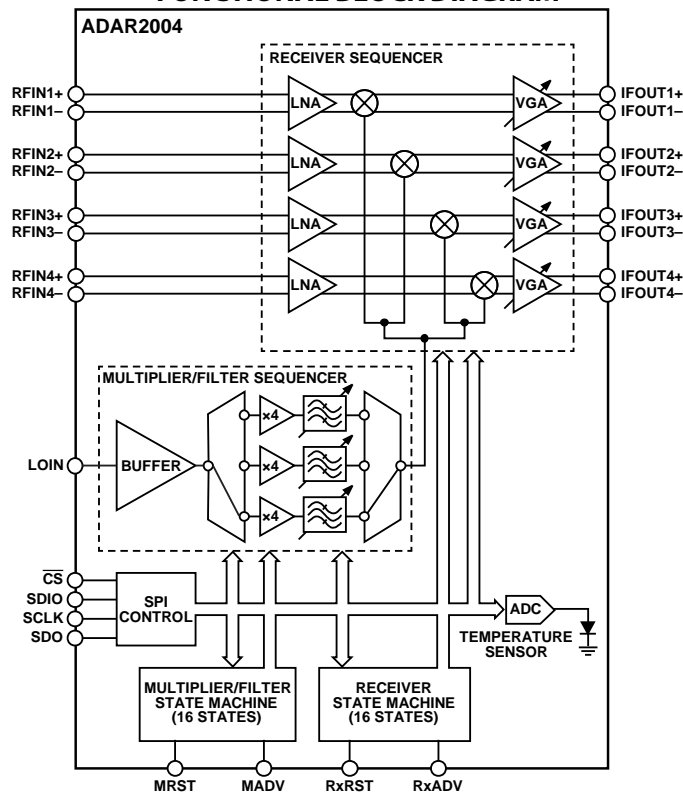 FUNCTIONAL BLOCK DIAGRAM
ADAR2004
RECEIVER SEQUENCER
RFIN1+
RFIN1–
LNA
VGA
IFOUT1+
IFOUT1–
RFIN2+
RFIN2–
LNA
VGA
IFOUT2+
IFOUT2–
RFIN3+
RFIN3–
LNA
VGA
IFOUT3+
IFOUT3–
RFIN4+
RFIN4–
LNA
VGA
IFOUT4+
IFOUT4–
MULTIPLIER/FILTER SEQUENCER
LOIN
BUFFER
×4
×4
×4
CS
SDIO
SCLK
SDO
SPI
CONTROL
ADC
TEMPERATURE
SENSOR
MULTIPLIER/FILTER
STATE MACHINE
(16 STATES)
RECEIVER
STATE MACHINE
(16 STATES)
MRST
MADV
RxRST
RxADV